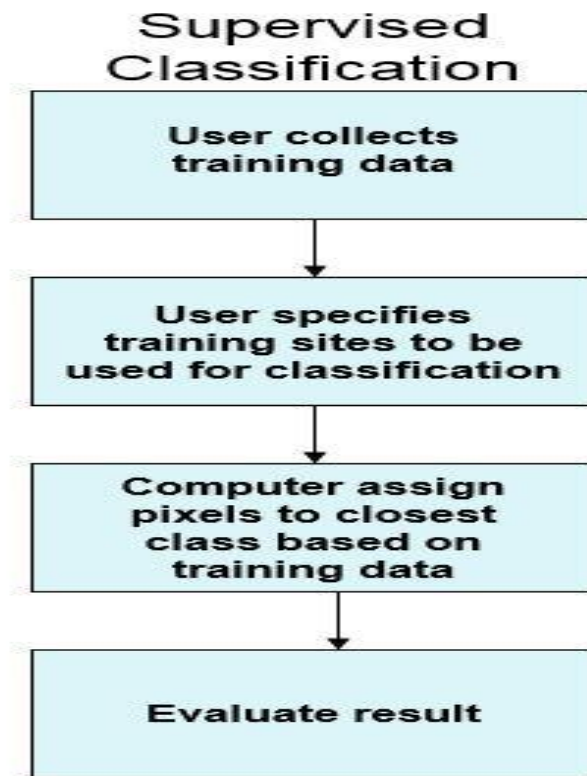 Supervised
Classification
User collects
training data
User specifies
training sites to be
used for classification
Computer assign
pixels to closest
class based on
training data
Evaluate result